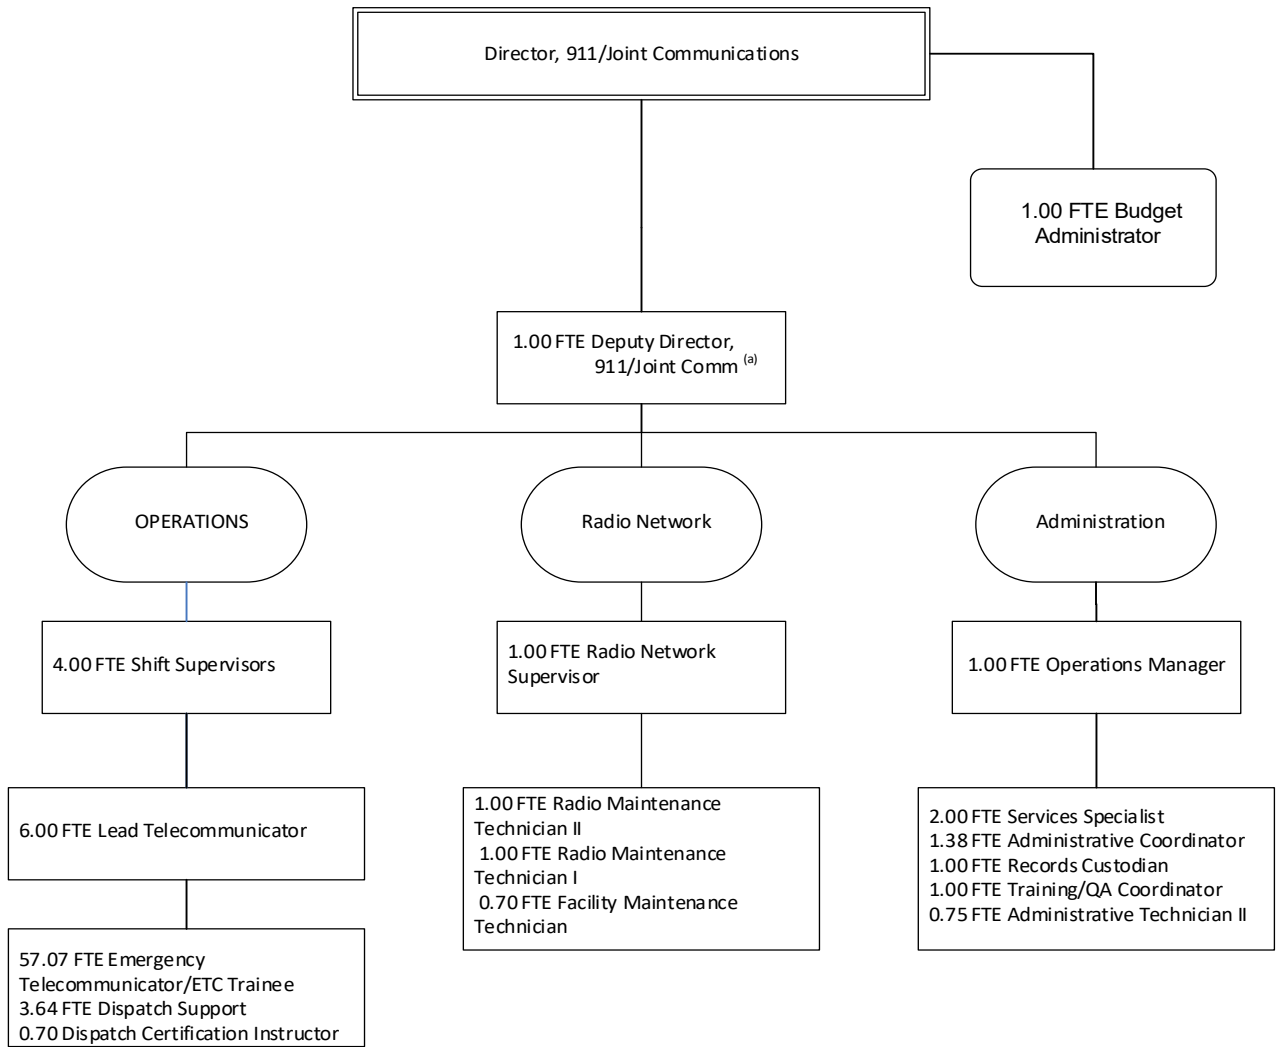 Director, 911/Joint Communications
1.00 FTE Budget
Administrator
1.00 FTE Deputy Director,
911/Joint Comm (a)
OPERATIONS
Radio Network
Administration
4.00 FTE Shift Supervisors
1.00 FTE Radio Network
Supervisor
1.00 FTE Operations Manager
6.00 FTE Lead Telecommunicator
1.00 FTE Radio Maintenance
Technician II
1.00 FTE Radio Maintenance
Technician I
0.70 FTE Facility Maintenance
Technician
2.00 FTE Services Specialist
1.38 FTE Administrative Coordinator
1.00 FTE Records Custodian
1.00 FTE Training/QA Coordinator
0.75 FTE Administrative Technician II
57.07 FTE Emergency
Telecommunicator/ETC Trainee
3.64 FTE Dispatch Support
0.70 Dispatch Certification Instructor